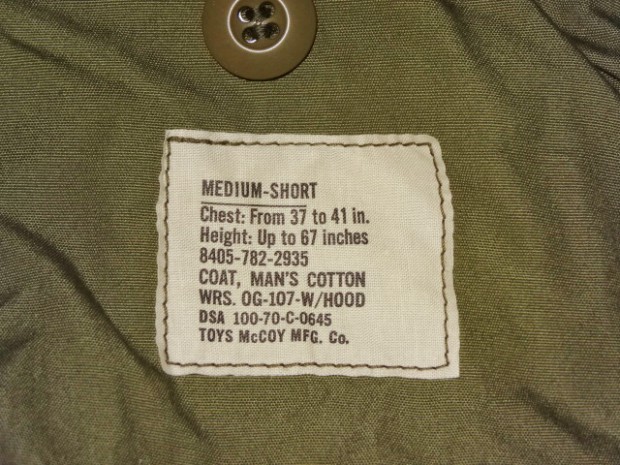 MEDIUM-SHORT
Chest: From 37 to 41 in.
Height: Up to 67 inches
8405-782-2935
COAT, MAN'S COTTON
WRS. OG-107-W/HOOD
DSA 100-70-C-0645
TOYS McCOY MFG. Co.